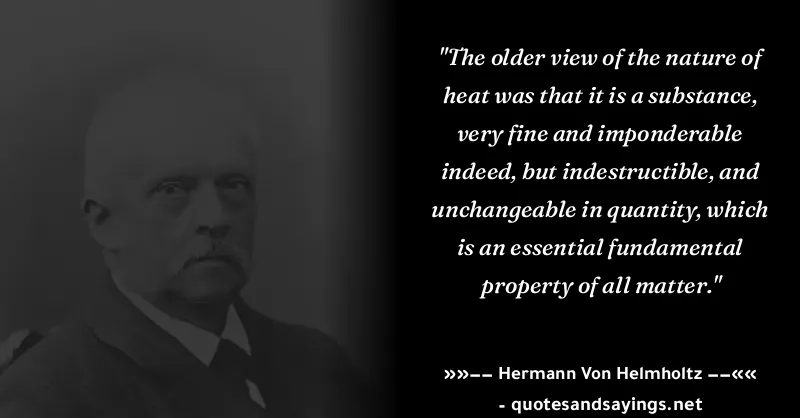 "The older view of the nature of
heat was that it is a substance,
very fine and imponderable
indeed, but indestructible, and
unchangeable in quantity, which
is an essential fundamental
property of all matter."
»»–– Hermann Von Helmholtz ––««
- quotesandsayings.net